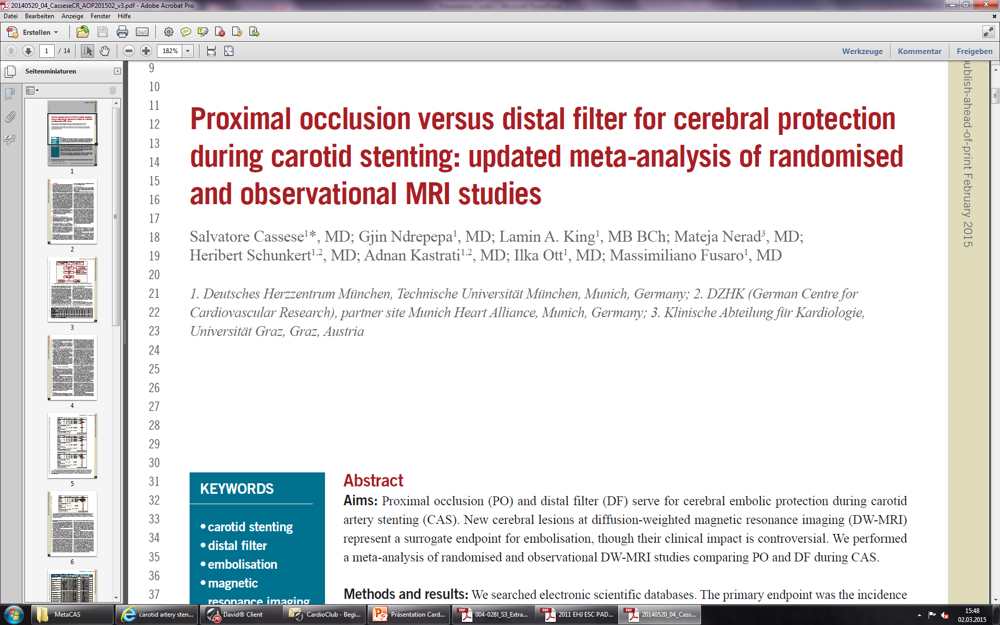 20140520_04_CasseseCR_AOP201502_v3.pdf - Adobe Acrobat Pro
Datei Bearbeiten Anzeige Fenster Hilfe
Erstellen
1 / 14 182% Werkzeuge Kommentar Freigeben
Seitenminiaturen
1
2
3
4
5
6
9
10
11
12
13
14
15
16
17
18
19
20
21
22
23
24
25
26
27
28
29
30
31
32
33
34
35
36
37
Proximal occlusion versus distal filter for cerebral protection
during carotid stenting: updated meta-analysis of randomised
and observational MRI studies
Salvatore Cassese1*, MD; Gjin Ndrepepa1, MD; Lamin A. King1, MB BCh; Mateja Nerad3, MD;
Heribert Schunkert1,2, MD; Adnan Kastrati1,2, MD; Ilka Ott1, MD; Massimiliano Fusaro1, MD
1. Deutsches Herzzentrum München, Technische Universität München, Munich, Germany; 2. DZHK (German Centre for
Cardiovascular Research), partner site Munich Heart Alliance, Munich, Germany; 3. Klinische Abteilung für Kardiologie,
Universität Graz, Graz, Austria
KEYWORDS
• carotid stenting
• distal filter
• embolisation
• magnetic
resonance imaging
Abstract
Aims: Proximal occlusion (PO) and distal filter (DF) serve for cerebral embolic protection during carotid
artery stenting (CAS). New cerebral lesions at diffusion-weighted magnetic resonance imaging (DW-MRI)
represent a surrogate endpoint for embolisation, though their clinical impact is controversial. We performed
a meta-analysis of randomised and observational DW-MRI studies comparing PO and DF during CAS.
Methods and results: We searched electronic scientific databases. The primary endpoint was the incidence
publish-ahead-of-print February 2015
MetaCAS
carotid artery sten...
70
David® Client
CardioClub - Begi...
Präsentation Card...
004-028l_S3_Extra...
2011 EHJ ESC PAD...
20140520_04_Cass...
15:48
02.03.2015